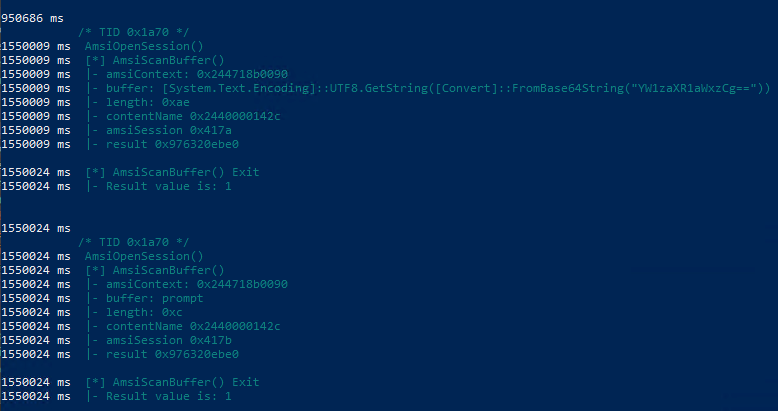 950686 ms
/* TID 0x1a70 */
1550009 ms AmsiOpenSession()
1550009 ms [*] AmsiScanBuffer()
1550009 ms |- amsiContext: 0x244718b0090
1550009 ms |- buffer: [System.Text.Encoding]::UTF8.GetString([Convert]::FromBase64String("YW1zaXR1aWxzCg=="))
1550009 ms |- length: 0xae
1550009 ms |- contentName 0x2440000142c
1550009 ms |- amsiSession 0x417a
1550009 ms |- result 0x976320ebe0
1550024 ms [*] AmsiScanBuffer() Exit
1550024 ms |- Result value is: 1
1550024 ms
/* TID 0x1a70 */
1550024 ms AmsiOpenSession()
1550024 ms [*] AmsiScanBuffer()
1550024 ms |- amsiContext: 0x244718b0090
1550024 ms |- buffer: prompt
1550024 ms |- length: 0xc
1550024 ms |- contentName 0x2440000142c
1550024 ms |- amsiSession 0x417b
1550024 ms |- result 0x976320ebe0
1550024 ms [*] AmsiScanBuffer() Exit
1550024 ms |- Result value is: 1